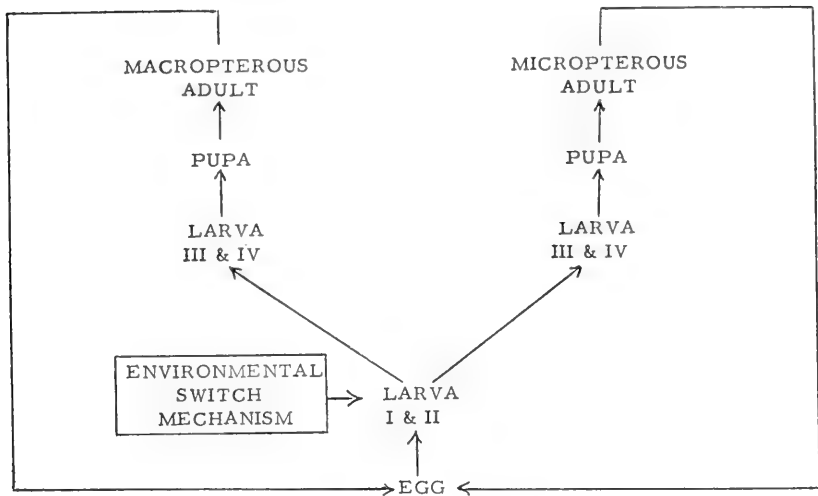 MACROPTEROUS
ADULT
MICROPTEROUS
ADULT
PUPA
PUPA
LARVA
III & IV
LARVA
III & IV
ENVIRONMENTAL
SWITCH
MECHANISM
LARVA
I & II
EGG